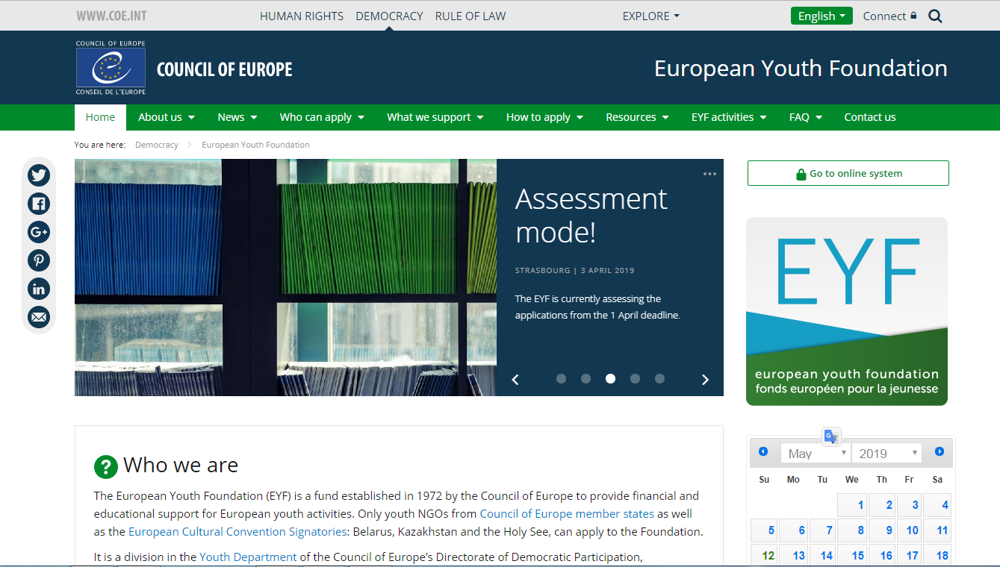 WWW.COE.INT HUMAN RIGHTS DEMOCRACY RULE OF LAW EXPLORE English Connect
COUNCIL OF EUROPE
COUNCIL OF EUROPE
CONSEIL DE L'EUROPE
European Youth Foundation
Home About us News Who can apply What we support How to apply Resources EYF activities FAQ Contact us
You are here: Democracy European Youth Foundation
Assessment
mode!
STRASBOURG | 3 APRIL 2019
The EYF is currently assessing the
applications from the 1 April deadline.
Go to online system
EYF
european youth foundation
fonds européen pour la jeunesse
Who we are
The European Youth Foundation (EYF) is a fund established in 1972 by the Council of Europe to provide financial and
educational support for European youth activities. Only youth NGOs from Council of Europe member states as well
as the European Cultural Convention Signatories: Belarus, Kazakhstan and the Holy See, can apply to the Foundation.
It is a division in the Youth Department of the Council of Europe's Directorate of Democratic Participation,
May 2019
Su Mo Tu We Th Fr Sa
1 2 3 4
5 6 7 8 9 10 11
12 13 14 15 16 17 18